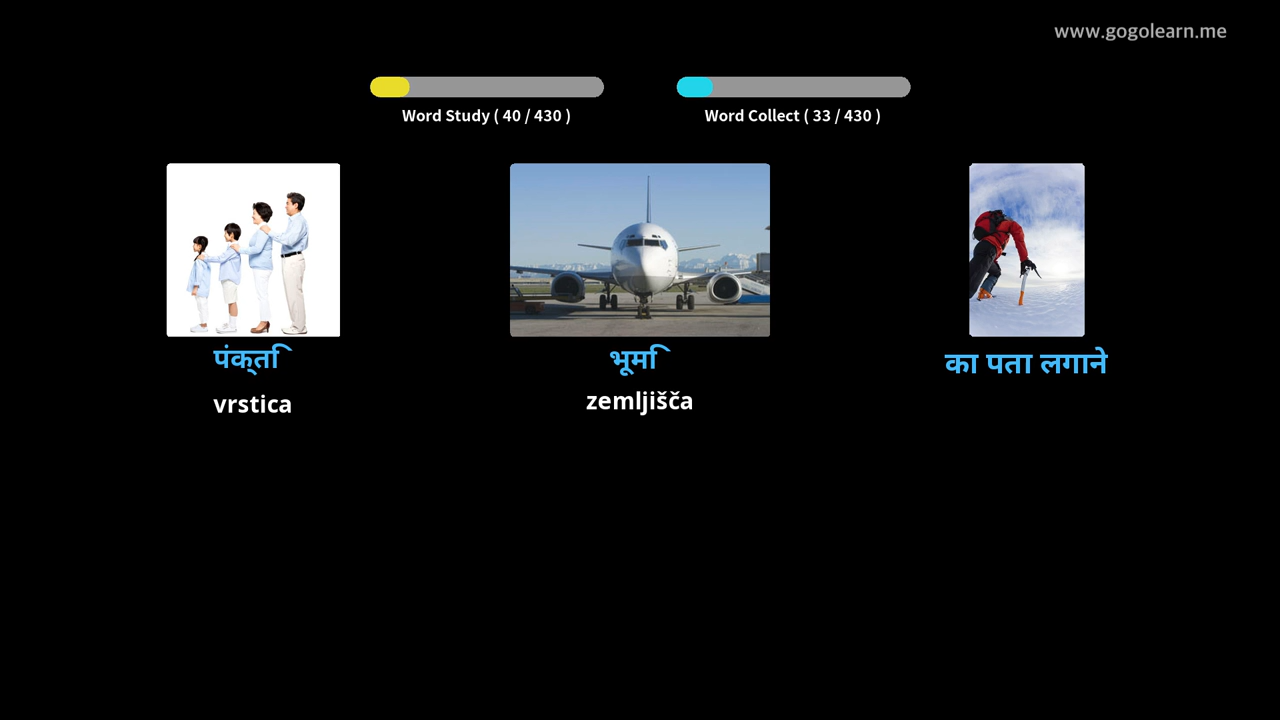 www.gogolearn.me
Word Study ( 40 / 430 )
Word Collect ( 33 / 430 )
पंक्ति
भूमि
का पता लगाने
vrstica
zemljišča